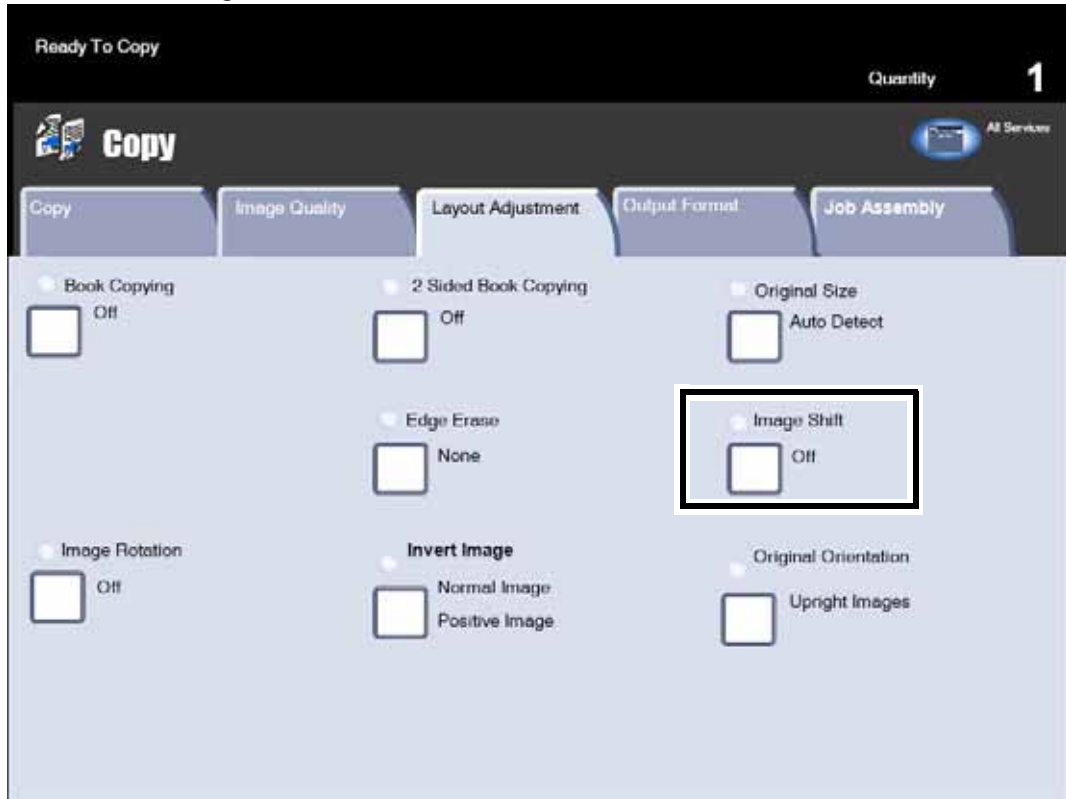 Ready To Copy
Quantity 1
Copy
All Services
Copy
Image Quality
Layout Adjustment
Output Format
Job Assembly
Book Copying
Off
2 Sided Book Copying
Off
Original Size
Auto Detect
Edge Erase
None
Image Shift
Off
Image Rotation
Off
Invert Image
Normal Image
Positive Image
Original Orientation
Upright Images